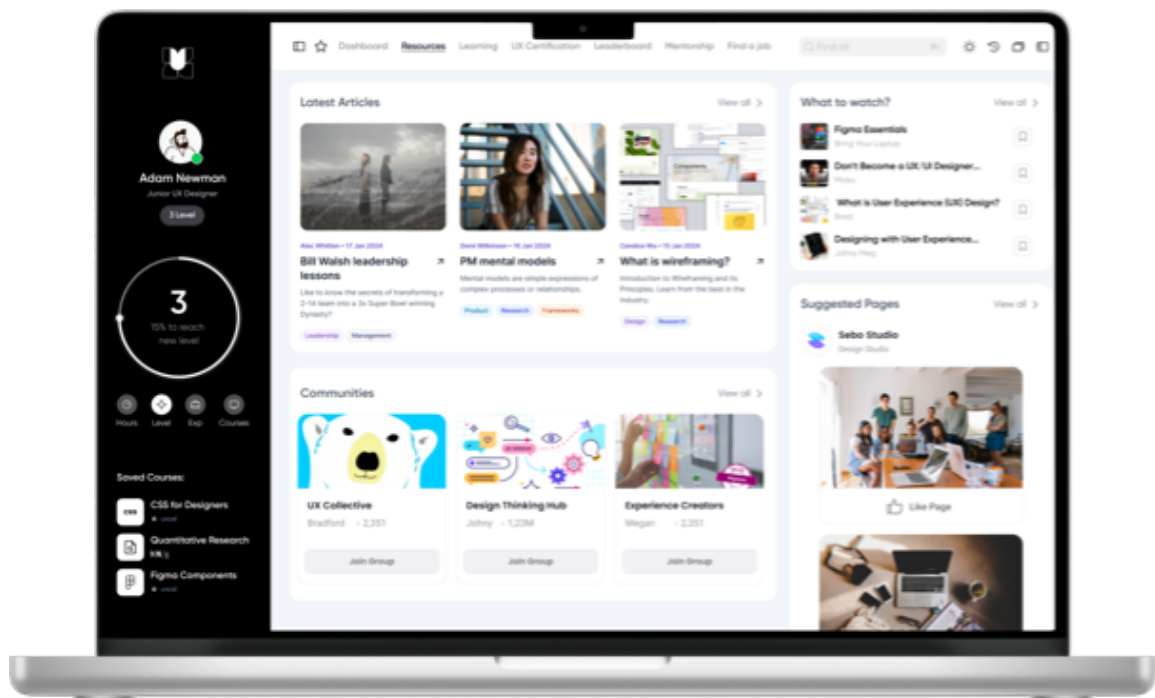 Dashboard Resources Learning UX Certification Leaderboard Mentorship Find a job
Find all
Adam Newman
Junior UX Designer
3 Level
3
15% to reach
new level
Hours Level Exp Courses
Saved Courses:
CSS for Designers
CSS
Level
Quantitative Research
Figma Components
Level
Latest Articles
View all
Alec Whitten • 17 Jan 2024
Bill Walsh leadership
lessons
Like to know the secrets of transforming a
2-14 team into a 3x Super Bowl winning
Dynasty?
Leadership Management
Demi Wilkinson • 16 Jan 2024
PM mental models
Mental models are simple expressions of
complex processes or relationships.
Product Research Frameworks
Components
Candice Wu • 15 Jan 2024
What is wireframing?
Introduction to Wireframing and its
Principles. Learn from the best in the
industry.
Design Research
Communities
View all
UX Collective
Bradford • 2,351
Join Group
Design Thinking Hub
Johny • 1,23M
Join Group
Experience Creators
Megan • 2,351
Join Group
What to watch?
View all
Figma Essentials
Bring Your Laptop
Don't Become a UX/UI Designer...
What is User Experience (UX) Design?
Brad
Designing with User Experience...
Johny Meg
Suggested Pages
View all
Sebo Studio
Design Studio
Like Page